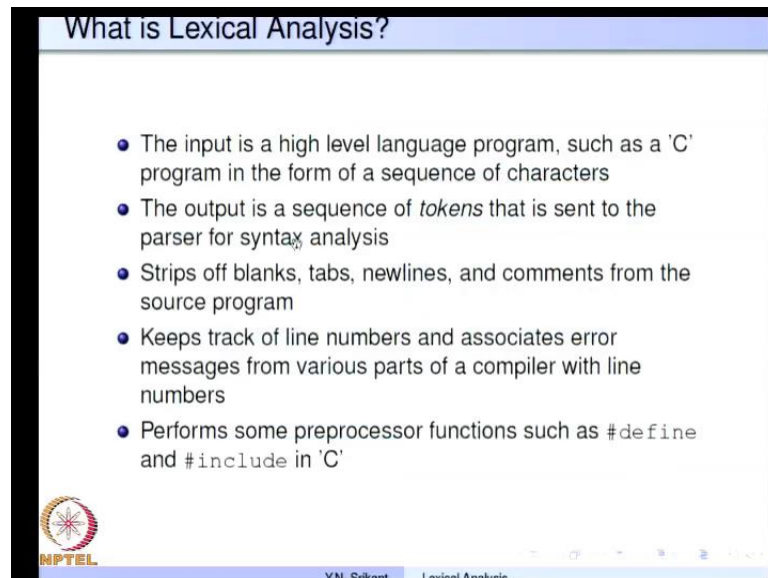 What is Lexical Analysis?
The input is a high level language program, such as a 'C'
program in the form of a sequence of characters
The output is a sequence of tokens that is sent to the
parser for syntax analysis
Strips off blanks, tabs, newlines, and comments from the
source program
Keeps track of line numbers and associates error
messages from various parts of a compiler with line
numbers
Performs some preprocessor functions such as #define
and #include in 'C'
NPTEL
Y.N. Srikant Lexical Analysis